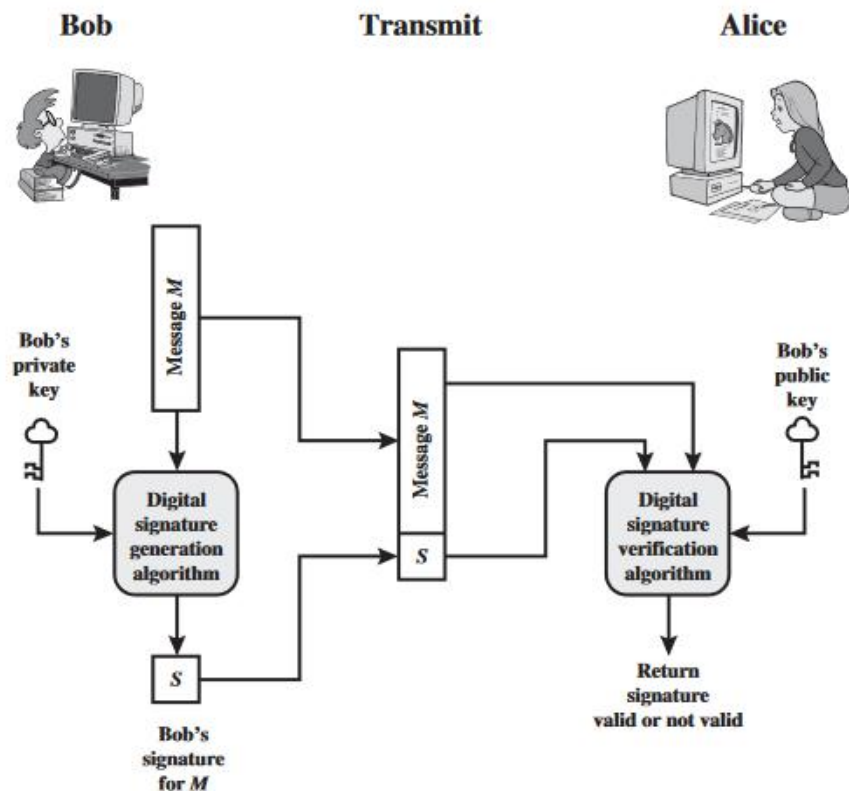 Bob
Transmit
Alice
Message M
Bob's
private
key
Message M
Bob's
public
key
Digital
signature
generation
algorithm
S
Digital
signature
verification
algorithm
S
Bob's
signature
for M
Return
signature
valid or not valid